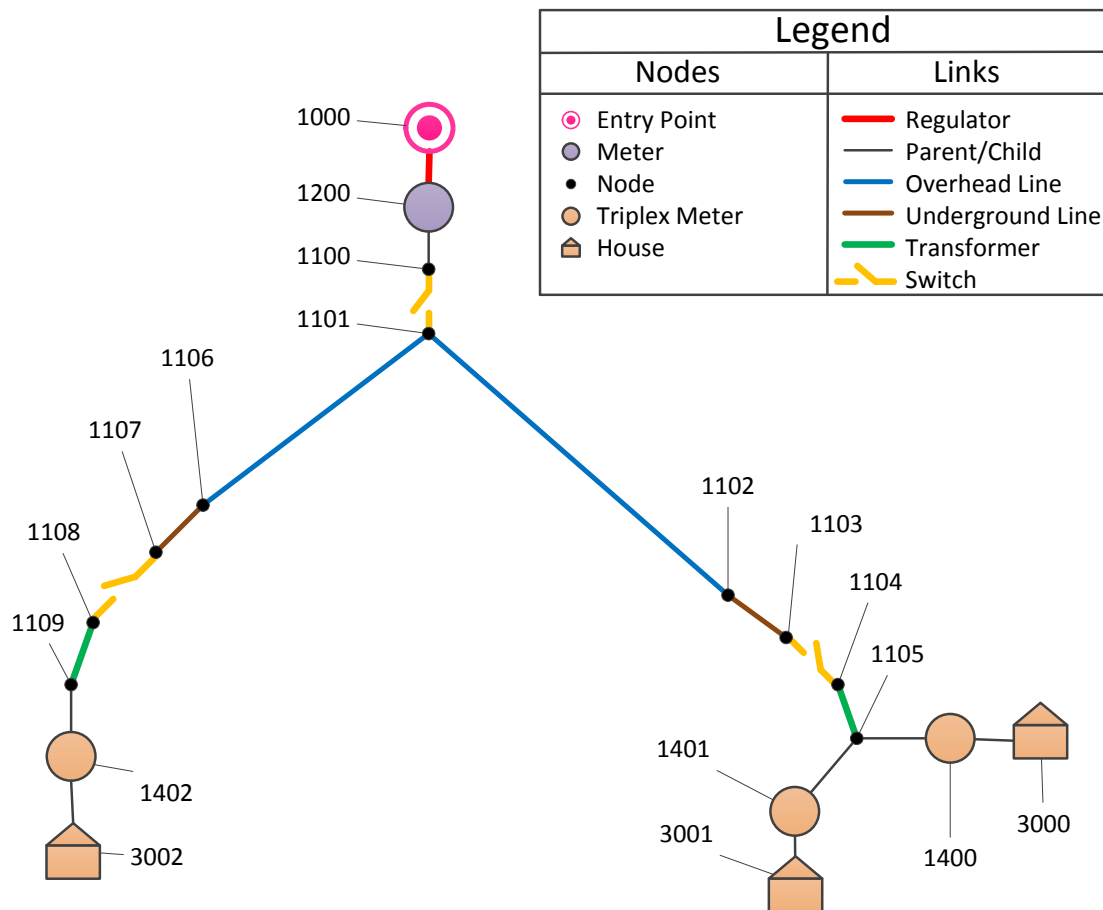 Legend
Nodes
Links
Entry Point
Meter
Node
Triplex Meter
House
Regulator
Parent/Child
Overhead Line
Underground Line
Transformer
Switch
1000
1200
1100
1101
1106
1107
1108
1109
1102
1103
1104
1105
1402
3002
1401
3001
1400
3000